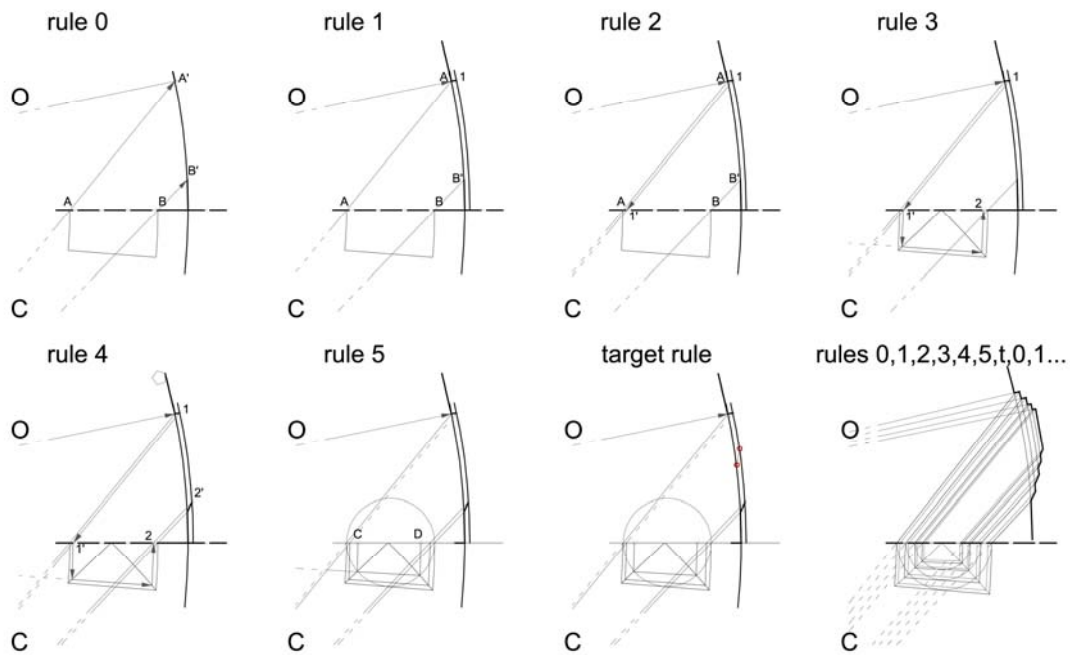 rule 0
rule 1
rule 2
rule 3
O
A'
B'
A
B
C
O
A
1
B'
A
B
C
O
A
1
B'
A
B
1'
C
O
1
2
1'
C
rule 4
rule 5
target rule
rules 0,1,2,3,4,5,t,0,1...
O
1
2'
2
1'
C
O
C
D
C
O
C
O
C